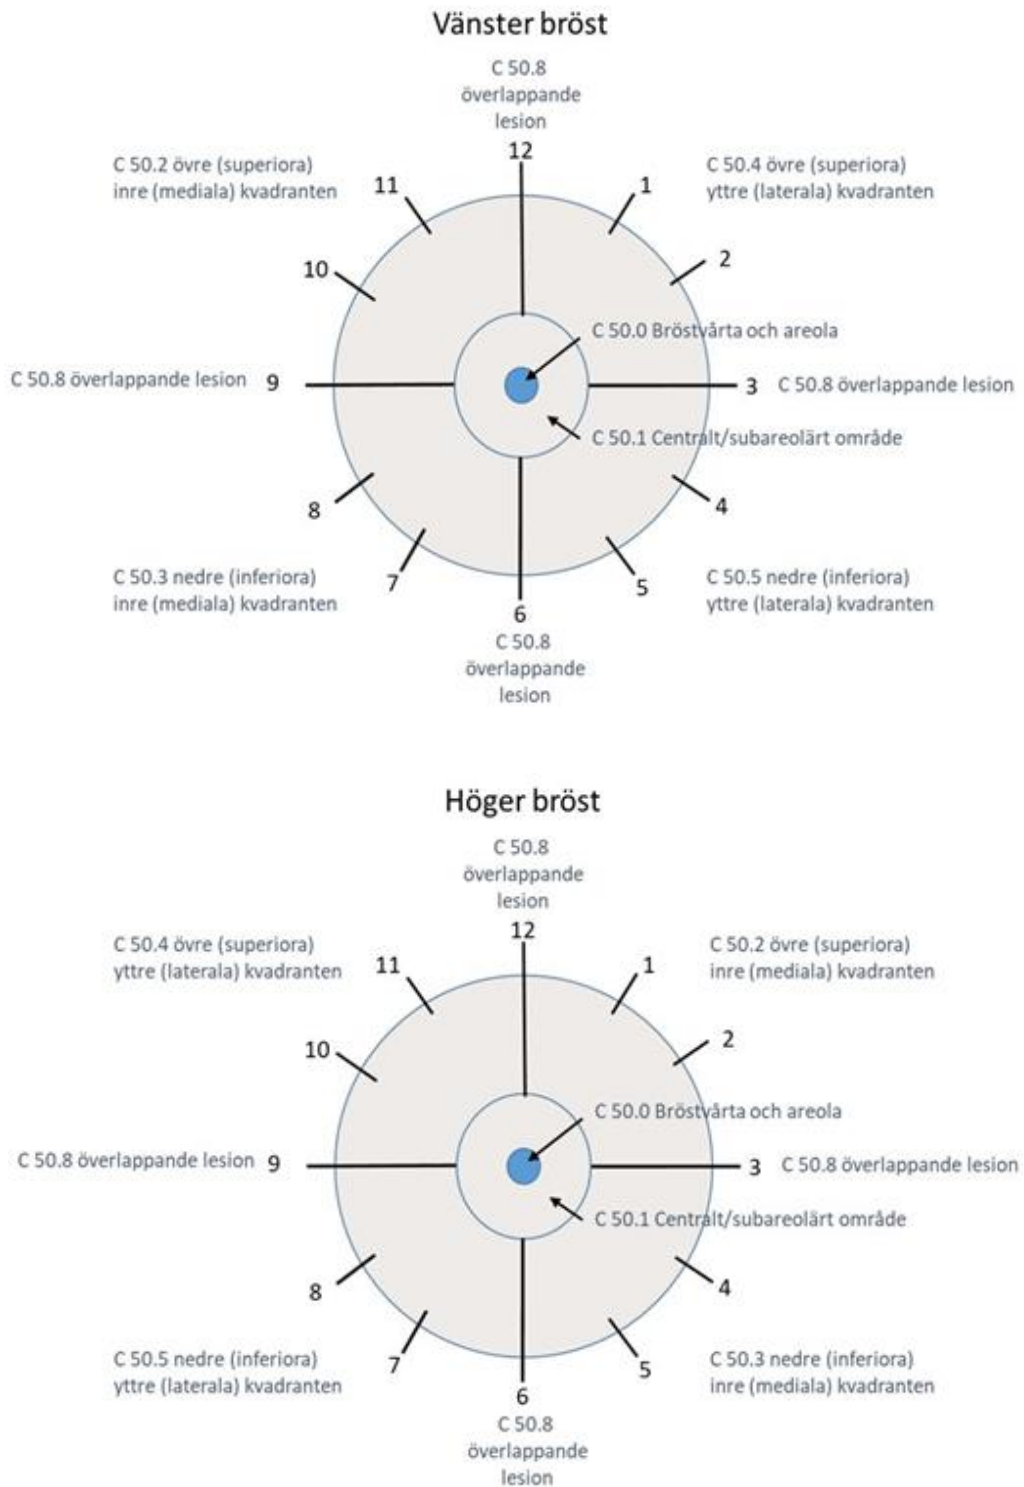 Vänster bröst
C 50.8
överlappande
lesion
12
C 50.2 övre (superiora)
inre (mediala) kvadranten
11
1
C 50.4 övre (superiora)
yttre (laterala) kvadranten
10
2
C 50.0 Bröstvårta och areola
C 50.8 överlappande lesion 9
3 C 50.8 överlappande lesion
C 50.1 Centralt/subareolärt område
8
4
C 50.3 nedre (inferiora)
inre (mediala) kvadranten
7
5
C 50.5 nedre (inferiora)
yttre (laterala) kvadranten
6
C 50.8
överlappande
lesion
Höger bröst
C 50.8
överlappande
lesion
12
C 50.4 övre (superiora)
yttre (laterala) kvadranten
11
1
C 50.2 övre (superiora)
inre (mediala) kvadranten
10
2
C 50.0 Bröstvårta och areola
C 50.8 överlappande lesion 9
3 C 50.8 överlappande lesion
C 50.1 Centralt/subareolärt område
8
4
C 50.5 nedre (inferiora)
yttre (laterala) kvadranten
7
5
C 50.3 nedre (inferiora)
inre (mediala) kvadranten
6
C 50.8
överlappande
lesion